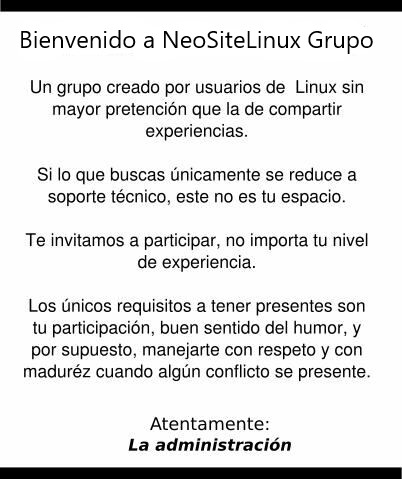 Bienvenido a NeoSiteLinux Grupo
Un grupo creado por usuarios de  Linux sin
mayor pretención que la de compartir
experiencias.
Si lo que buscas únicamente se reduce a
soporte técnico, este no es tu espacio.
Te invitamos a participar, no importa tu nivel
de experiencia.
Los únicos requisitos a tener presentes son
tu participación, buen sentido del humor, y
por supuesto, manejarte con respeto y con
maduréz cuando algún conflicto se presente.
Atentamente:
La administración